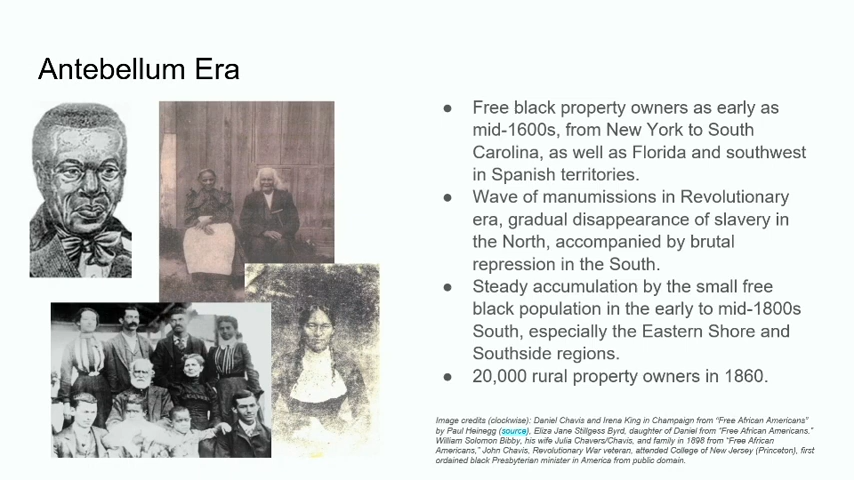 Antebellum Era
● Free black property owners as early as
mid-1600s, from New York to South
Carolina, as well as Florida and southwest
in Spanish territories.
● Wave of manumissions in Revolutionary
era, gradual disappearance of slavery in
the North, accompanied by brutal
repression in the South.
● Steady accumulation by the small free
black population in the early to mid-1800s
South, especially the Eastern Shore and
Southside regions.
● 20,000 rural property owners in 1860.
Image credits (clockwise): Daniel Chavis and Irena King in Champaign from “Free African Americans”
by Paul Heinegg (source), Eliza Jane Stillgess Byrd, daughter of Daniel from “Free African Americans.”
William Solomon Bibby, his wife Julia Chavers/Chavis, and family in 1898 from “Free African
Americans,” John Chavis, Revolutionary War veteran, attended College of New Jersey (Princeton), first
ordained black Presbyterian minister in America from public domain.